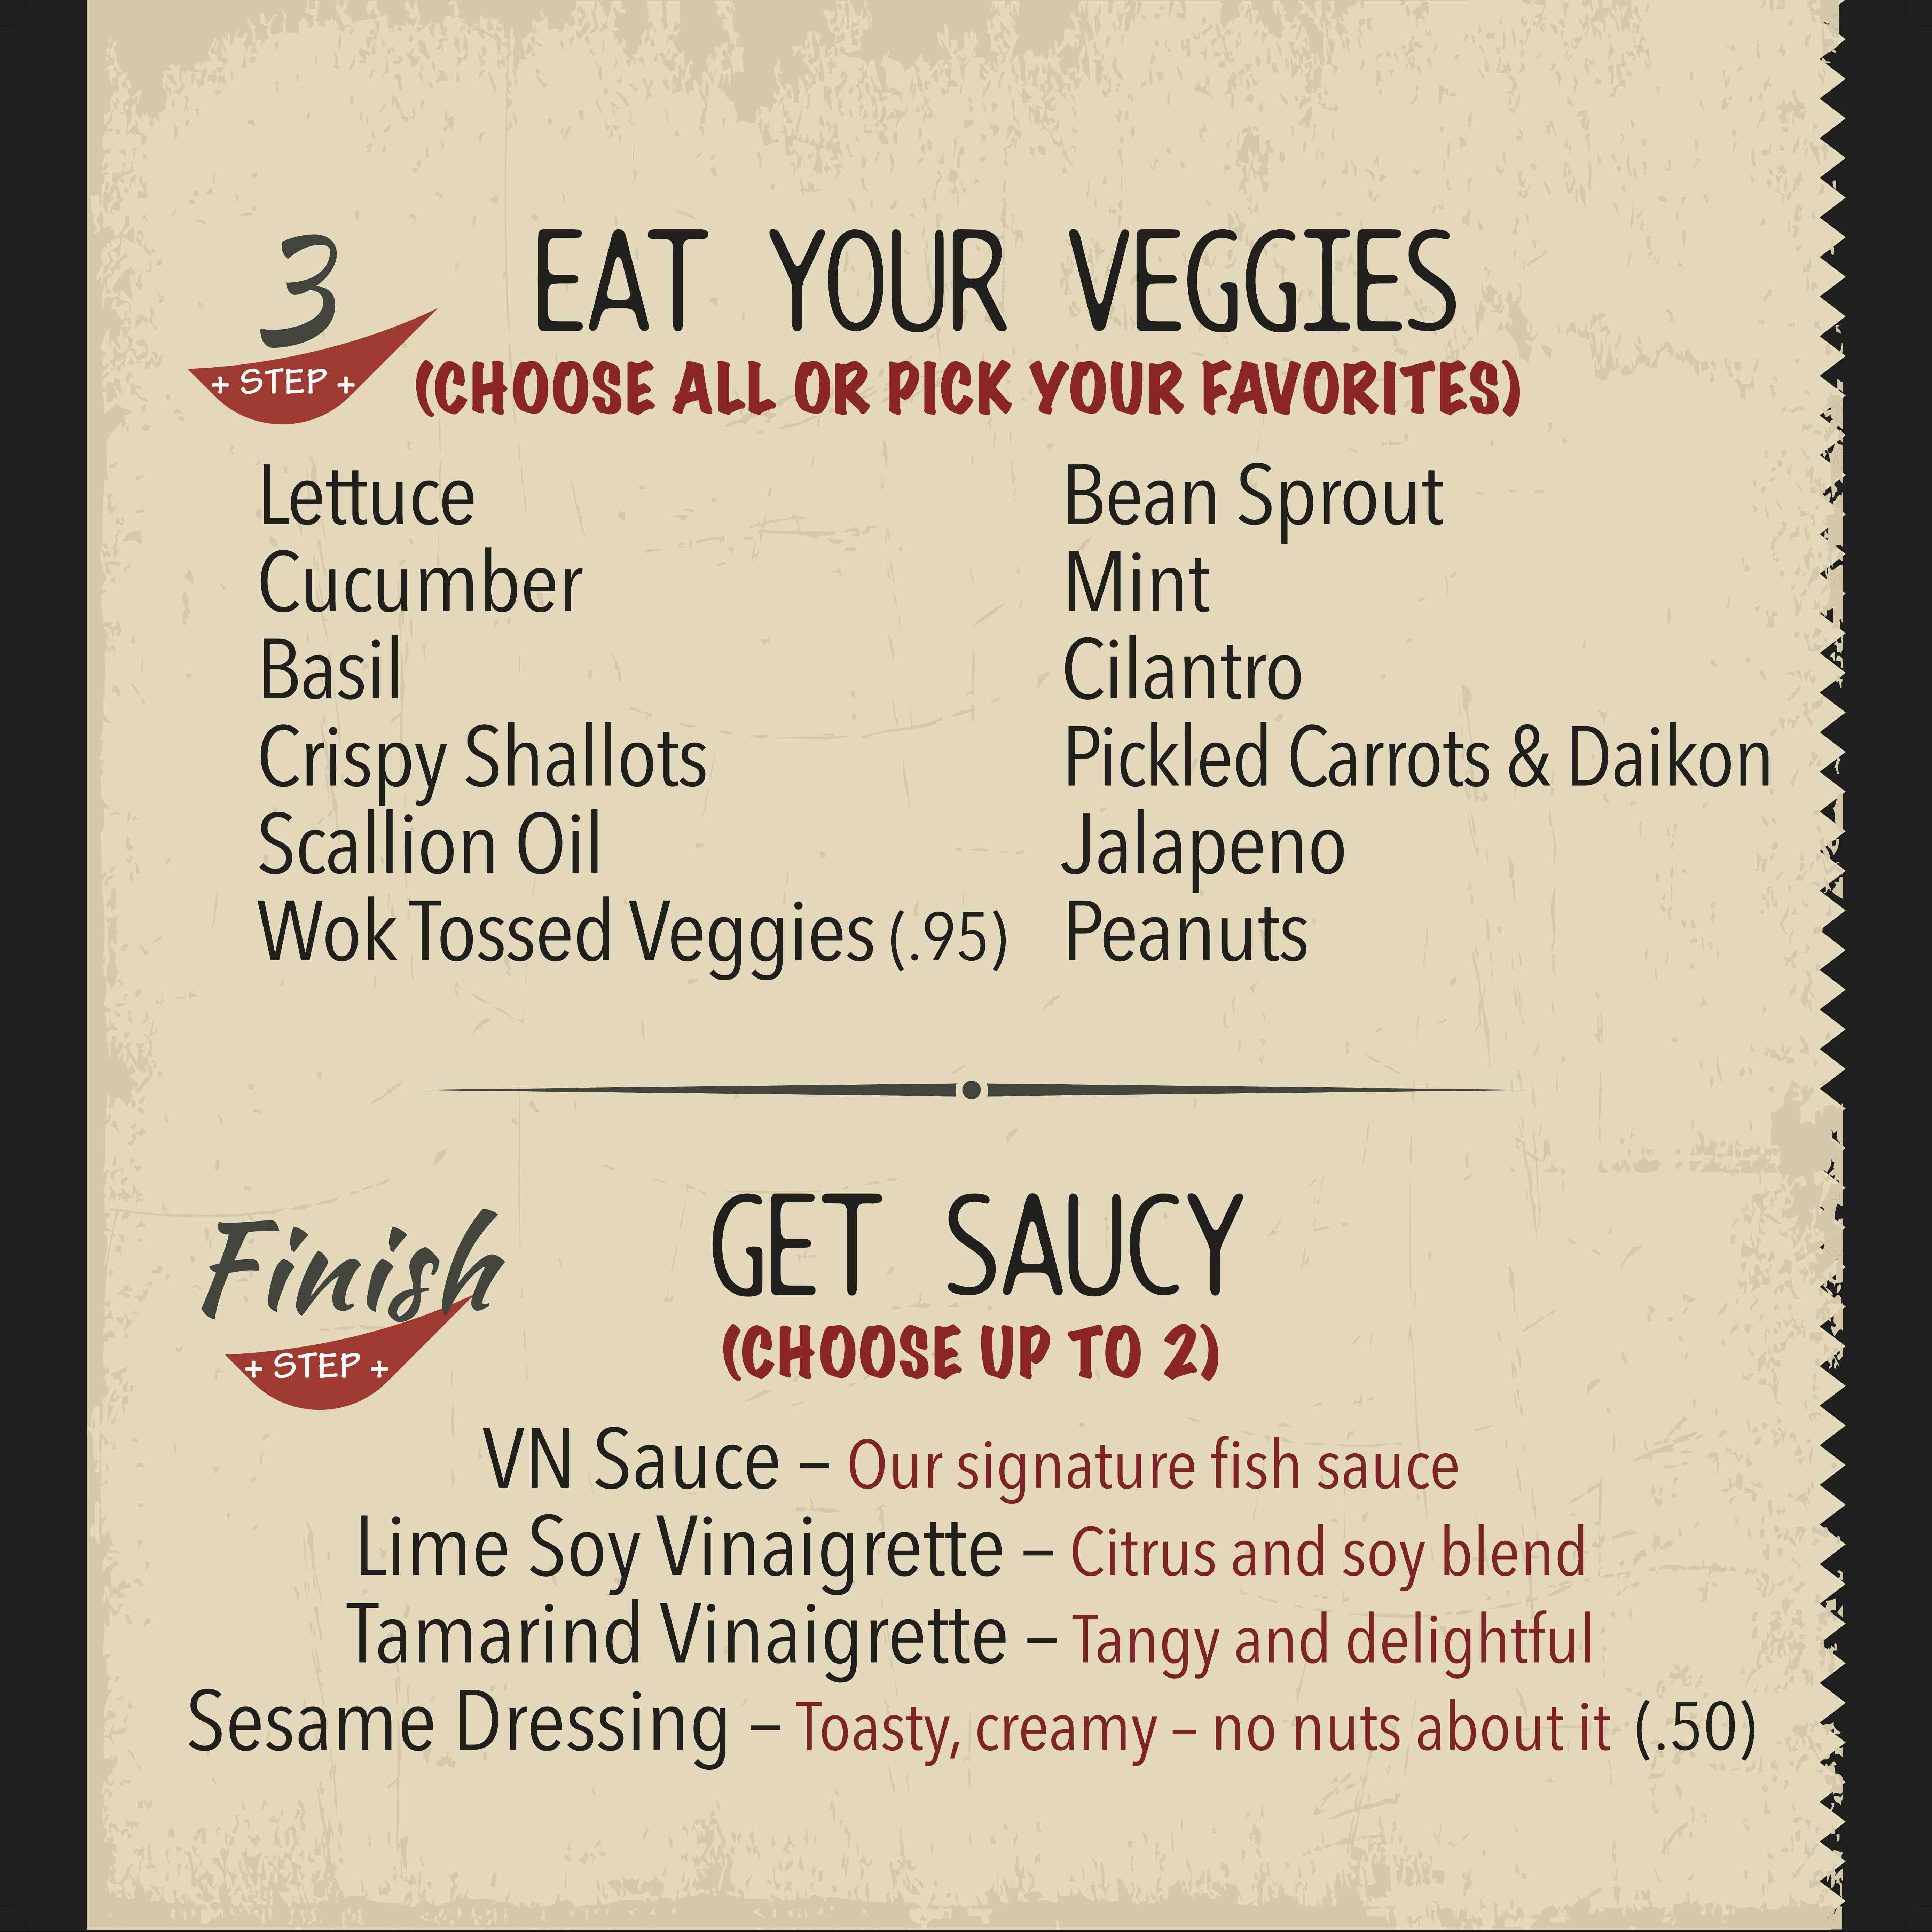 3
+ STEP +
EAT YOUR VEGGIES
(CHOOSE ALL OR PICK YOUR FAVORITES)
Lettuce
Cucumber
Basil
Crispy Shallots
Scallion Oil
Wok Tossed Veggies (.95)
Bean Sprout
Mint
Cilantro
Pickled Carrots & Daikon
Jalapeno
Peanuts
Finish
+ STEP +
GET SAUCY
(CHOOSE UP TO 2)
VN Sauce – Our signature fish sauce
Lime Soy Vinaigrette – Citrus and soy blend
Tamarind Vinaigrette – Tangy and delightful
Sesame Dressing – Toasty, creamy – no nuts about it (.50)